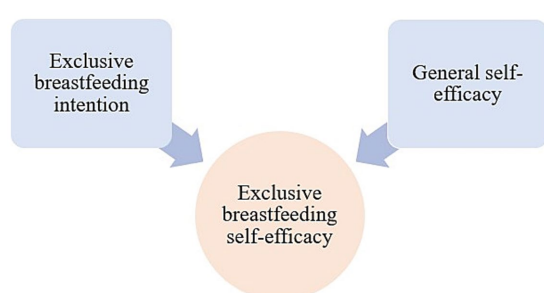 Exclusive
breastfeeding
intention
General self-
efficacy
Exclusive
breastfeeding
self-efficacy